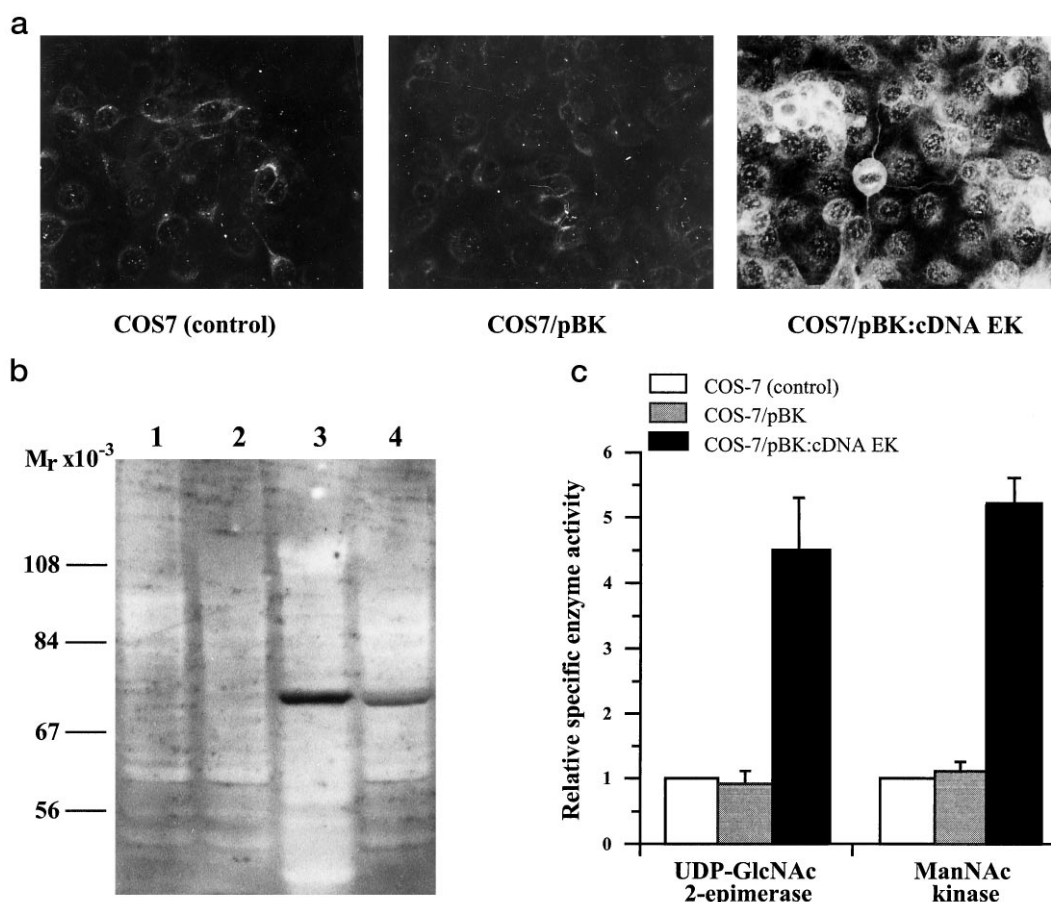 a
COS7 (control)
COS7/pBK
COS7/pBK:cDNA EK
b
1 2 3 4
Mr x10-3
108
84
67
56
c
COS-7 (control)
COS-7/pBK
COS-7/pBK:cDNA EK
Relative specific enzyme activity
6
5
4
3
2
1
0
UDP-GlcNAc
2-epimerase
ManNAc
kinase